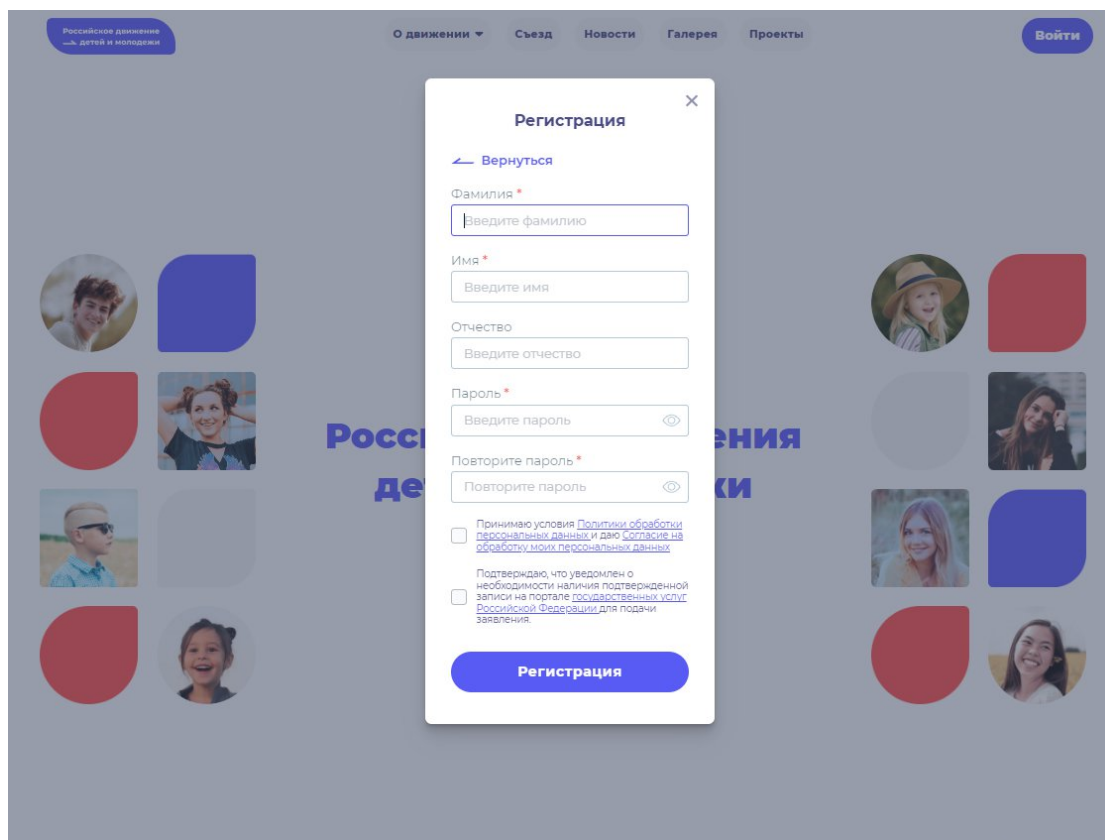 Российское движение
детей и молодежи
О движении Съезд Новости Галерея Проекты
Войти
Регистрация
Вернуться
Фамилия *
Введите фамилию
Имя *
Введите имя
Отчество
Введите отчество
Пароль *
Введите пароль
Повторите пароль *
Повторите пароль
Принимаю условия Политики обработки
персональных данных и даю Согласие на
обработку моих персональных данных
Подтверждаю, что уведомлен о
необходимости наличия подтвержденной
записи на портале государственных услуг
Российской Федерации для подачи
заявления.
Регистрация